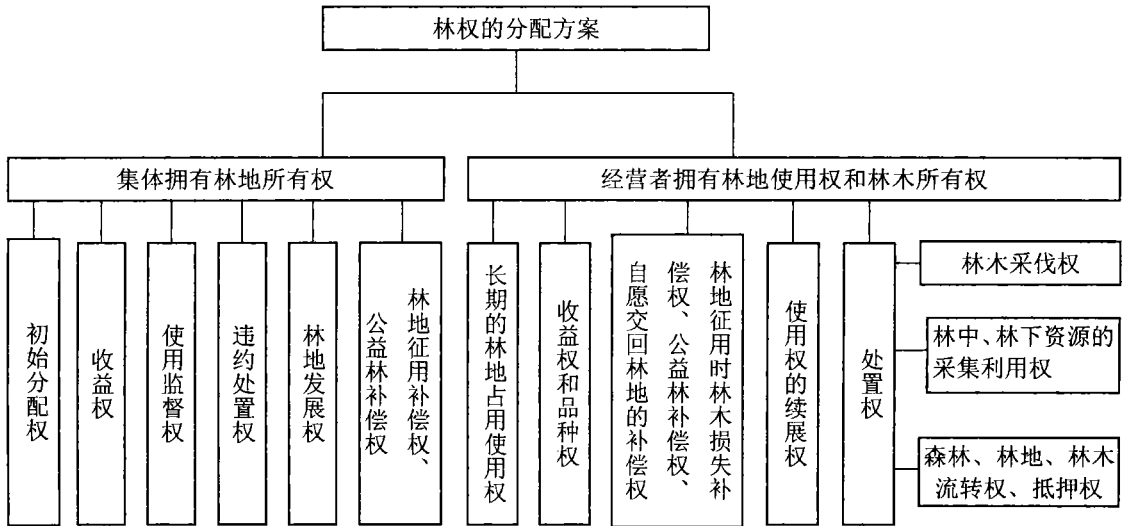 林权的分配方案
集体拥有林地所有权
经营者拥有林地使用权和林木所有权
初始分配权
收益权
使用监督权
违约处置权
林地发展权
林地征用补偿权、
公益林补偿权
长期的林地占用使用权
收益权和品种权
林地征用时林木损失补
偿权、公益林补偿权、
自愿交回林地的补偿权
使用权的续展权
处置权
林木采伐权
林中、林下资源的
采集利用权
森林、林地、林木
流转权、抵押权